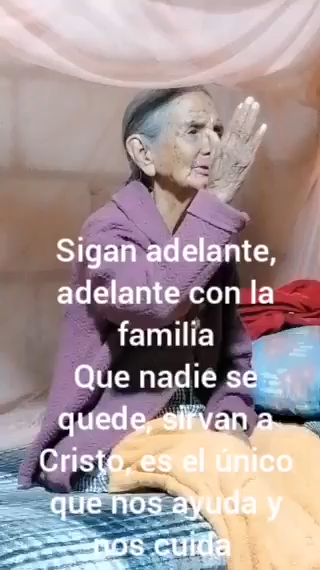 Sigan adelante,
adelante con la
familia
Que nadie se
quede, sirvan a
Cristo, es el único
que nos ayuda y
nos cuida